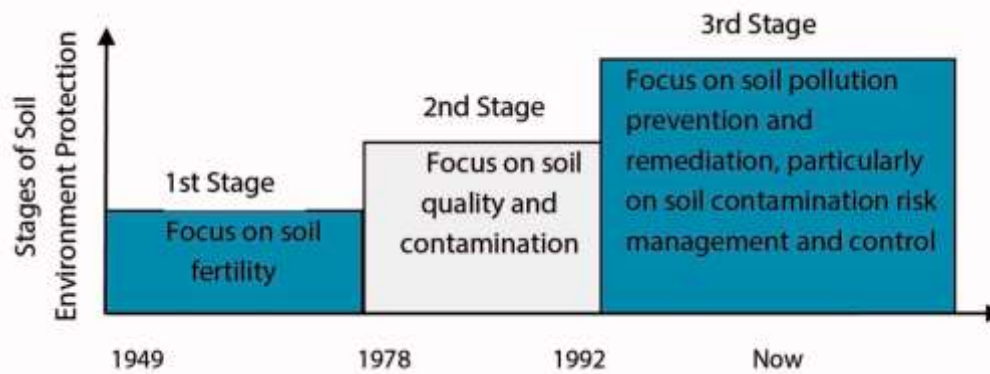 3rd Stage
Focus on soil pollution
prevention and
remediation, particularly
on soil contamination risk
management and control
2nd Stage
Focus on soil
quality and
contamination
1st Stage
Focus on soil
fertility
Stages of Soil
Environment Protection
1949 1978 1992 Now